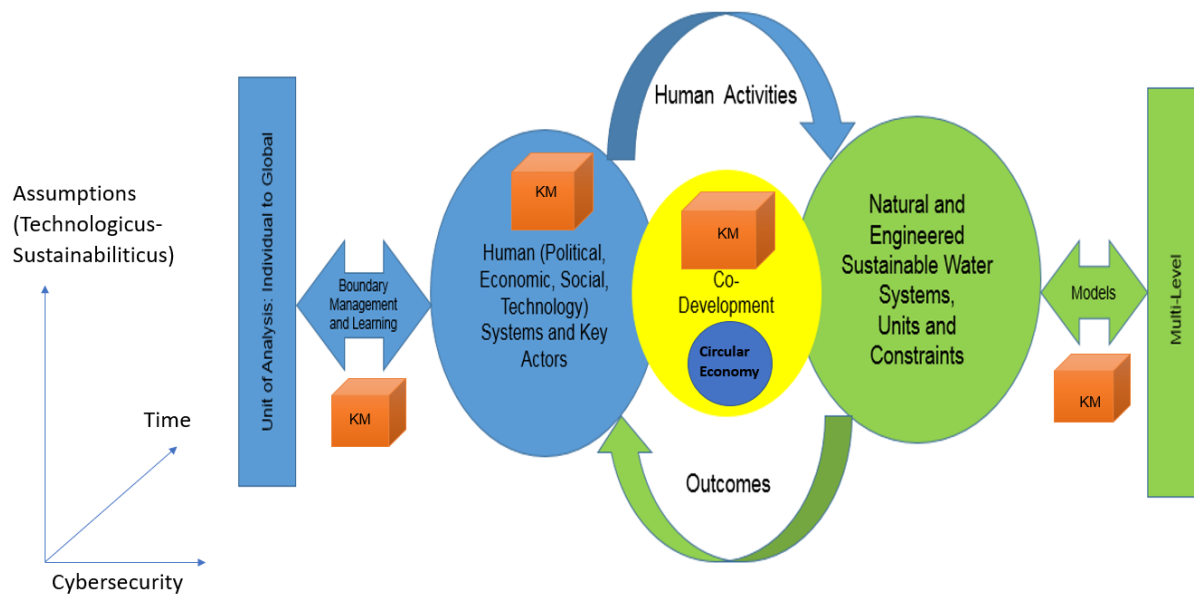 Assumptions
(Technologicus-
Sustainabiliticus)
Time
Cybersecurity
Unit of Analysis: Individual to Global
Boundary
Management
and Learning
KM
KM
Human (Political,
Economic, Social,
Technology)
Systems and Key
Actors
Human Activities
KM
Co-
Development
Circular
Economy
Outcomes
Natural and
Engineered
Sustainable Water
Systems,
Units and
Constraints
Models
KM
Multi-Level